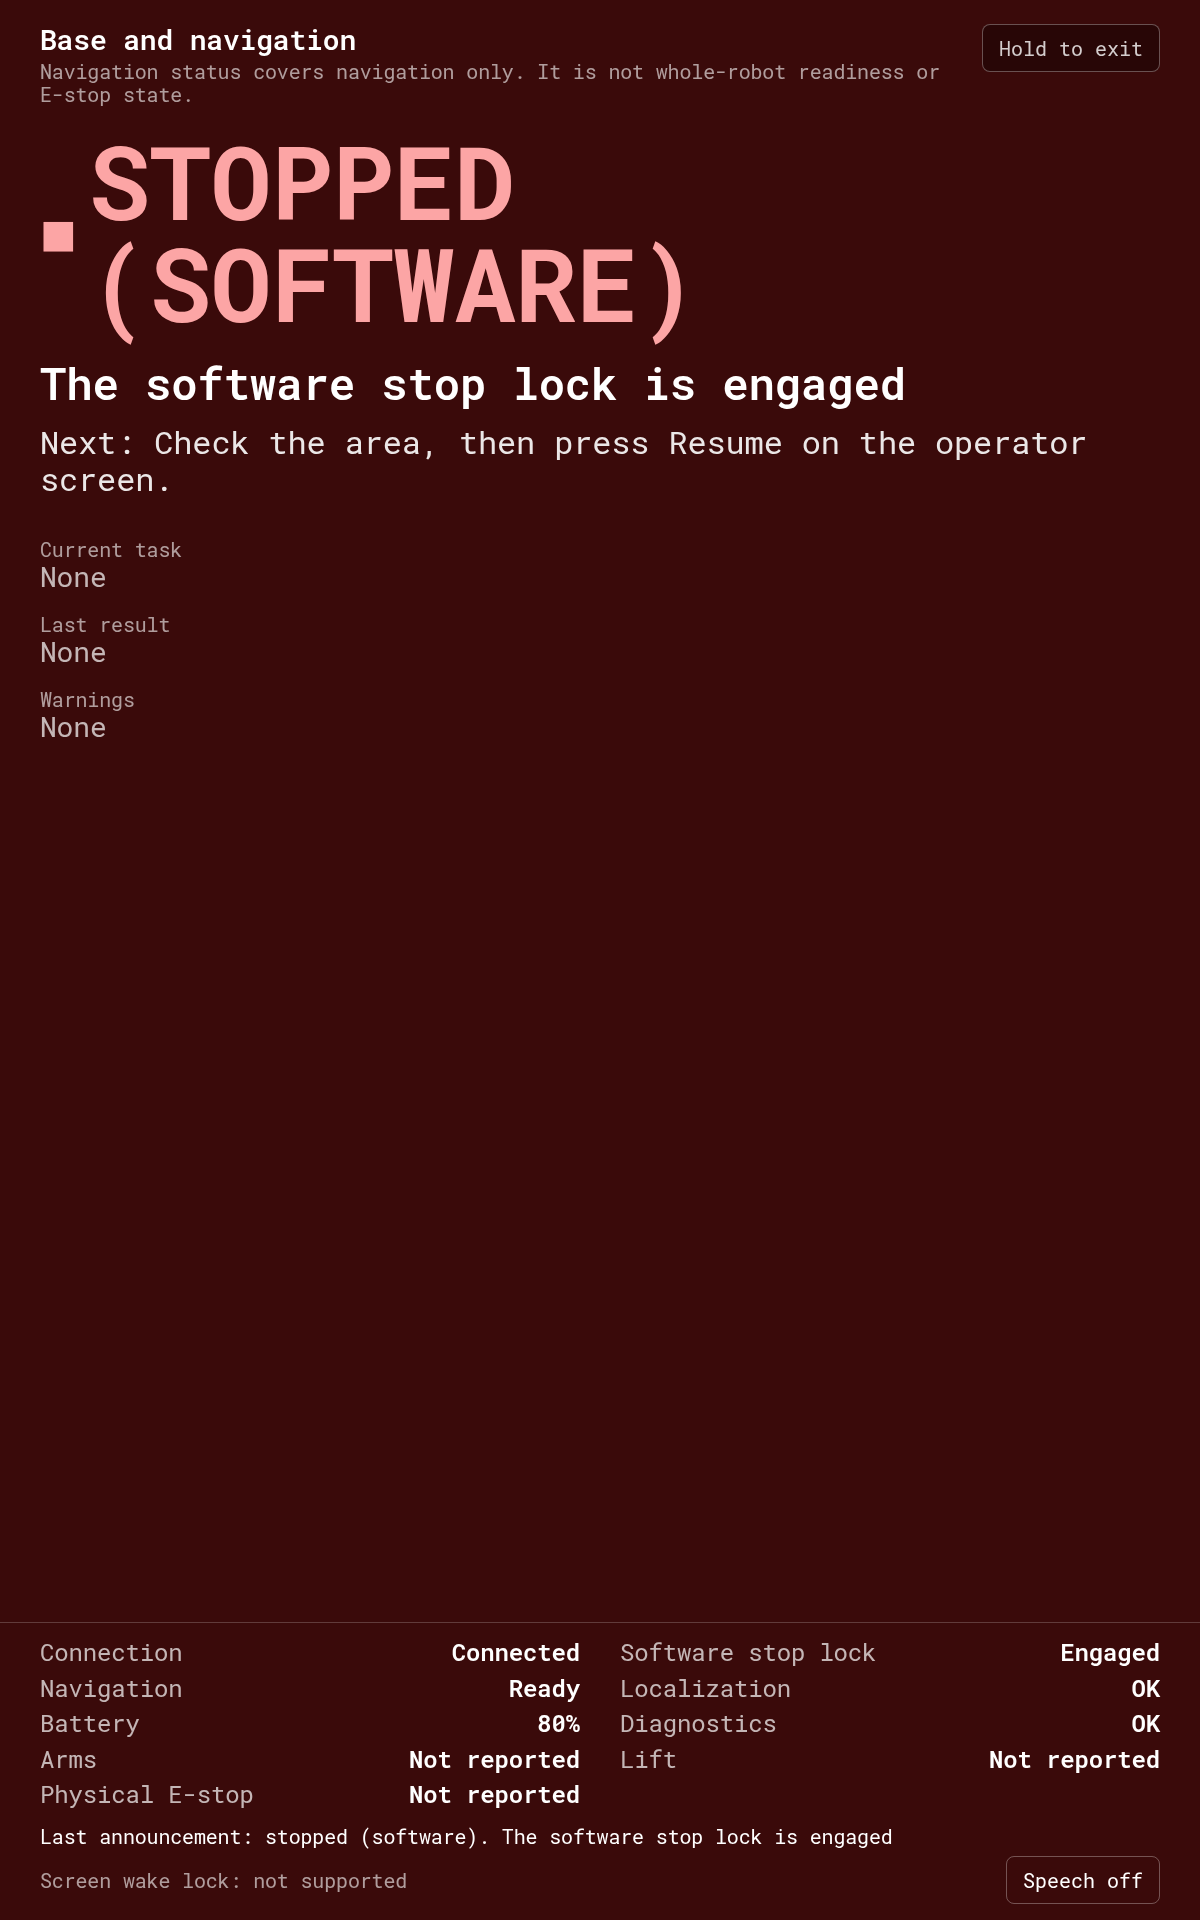 Base and navigation
Hold to exit
Navigation status covers navigation only. It is not whole-robot readiness or
E-stop state.
STOPPED
(SOFTWARE)
The software stop lock is engaged
Next: Check the area, then press Resume on the operator
screen.
Current task
None
Last result
None
Warnings
None
Connection Connected Software stop lock Engaged
Navigation Ready Localization OK
Battery 80% Diagnostics OK
Arms Not reported Lift Not reported
Physical E-stop Not reported
Last announcement: stopped (software). The software stop lock is engaged
Screen wake lock: not supported
Speech off